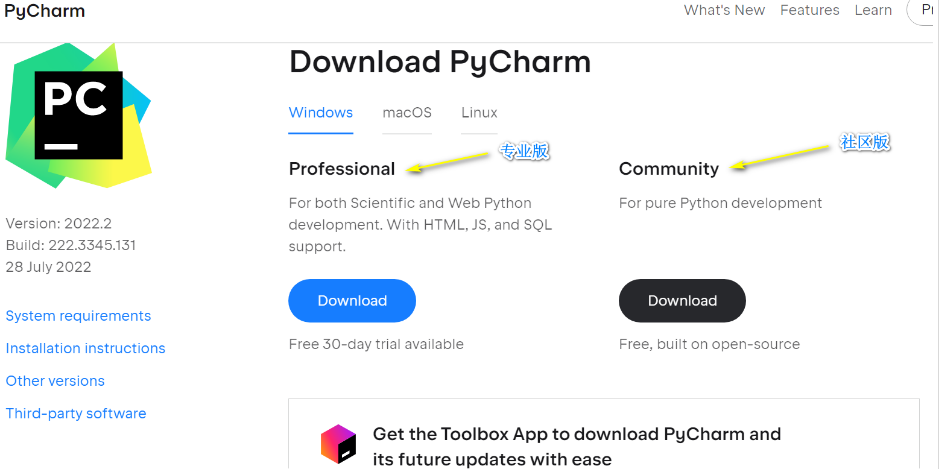 PyCharm
What's New Features Learn
PC
Download PyCharm
Windows macOS Linux
Professional
专业版
Community
社区版
For both Scientific and Web Python
development. With HTML, JS, and SQL
support.
For pure Python development
Version: 2022.2
Build: 222.3345.131
28 July 2022
Download
Download
Free 30-day trial available
Free, built on open-source
System requirements
Installation instructions
Other versions
Third-party software
Get the Toolbox App to download PyCharm and
its future updates with ease